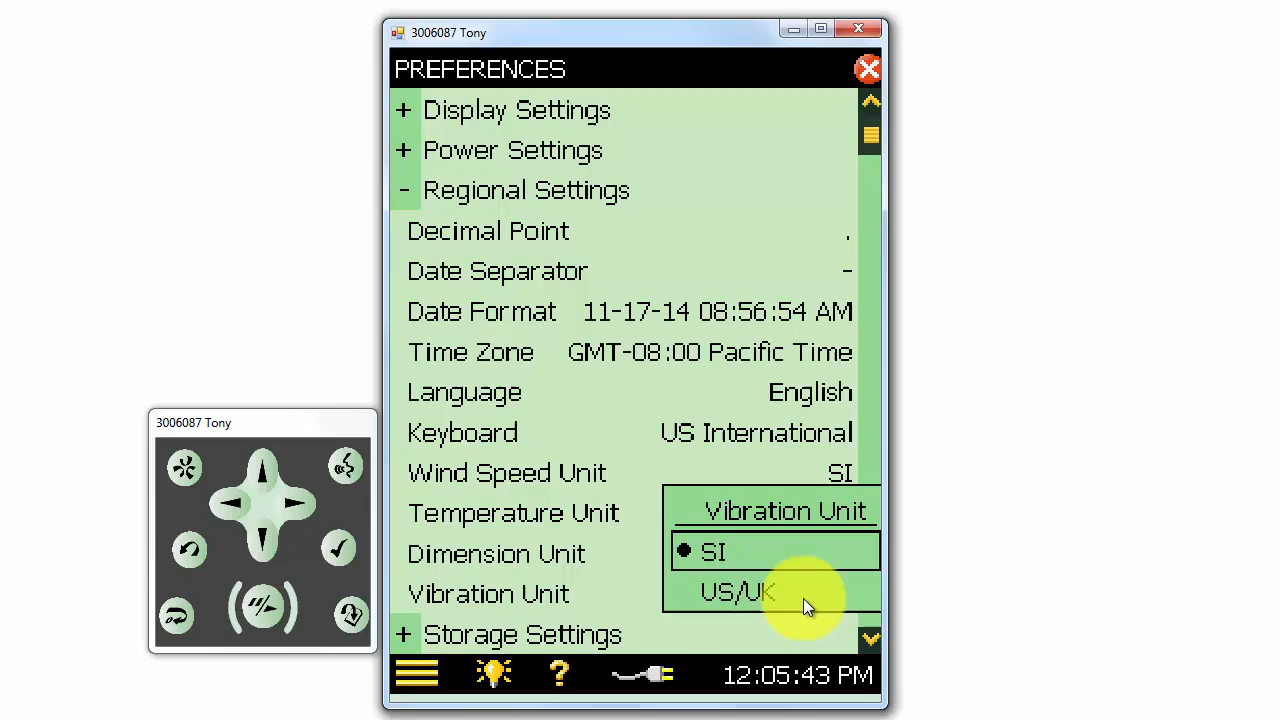 3006087 Tony
PREFERENCES
+ Display Settings
+ Power Settings
- Regional Settings
Decimal Point .
Date Separator -
Date Format 11-17-14 08:56:54 AM
Time Zone GMT-08:00 Pacific Time
Language English
Keyboard US International
Wind Speed Unit SI
Temperature Unit
Vibration Unit
Dimension Unit
SI
Vibration Unit
US/UK
+ Storage Settings
? 12:05:43 PM
3006087 Tony